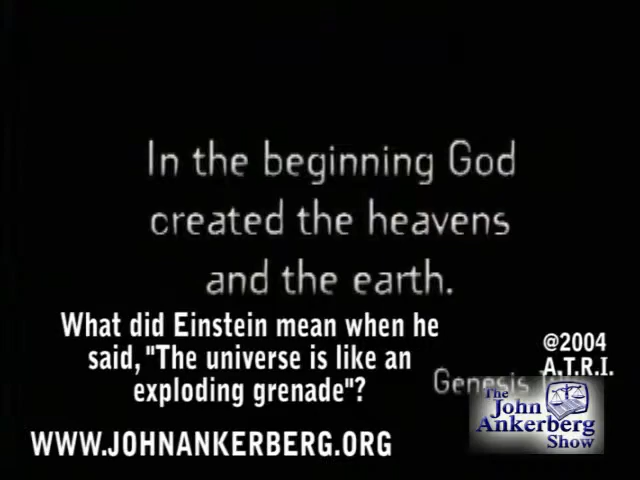 In the beginning God
created the heavens
and the earth.
What did Einstein mean when he
said, "The universe is like an
exploding grenade"?
@2004
A.T.R.I.
Genesis
The
John
Ankerberg
Show
WWW.JOHNANKERBERG.ORG